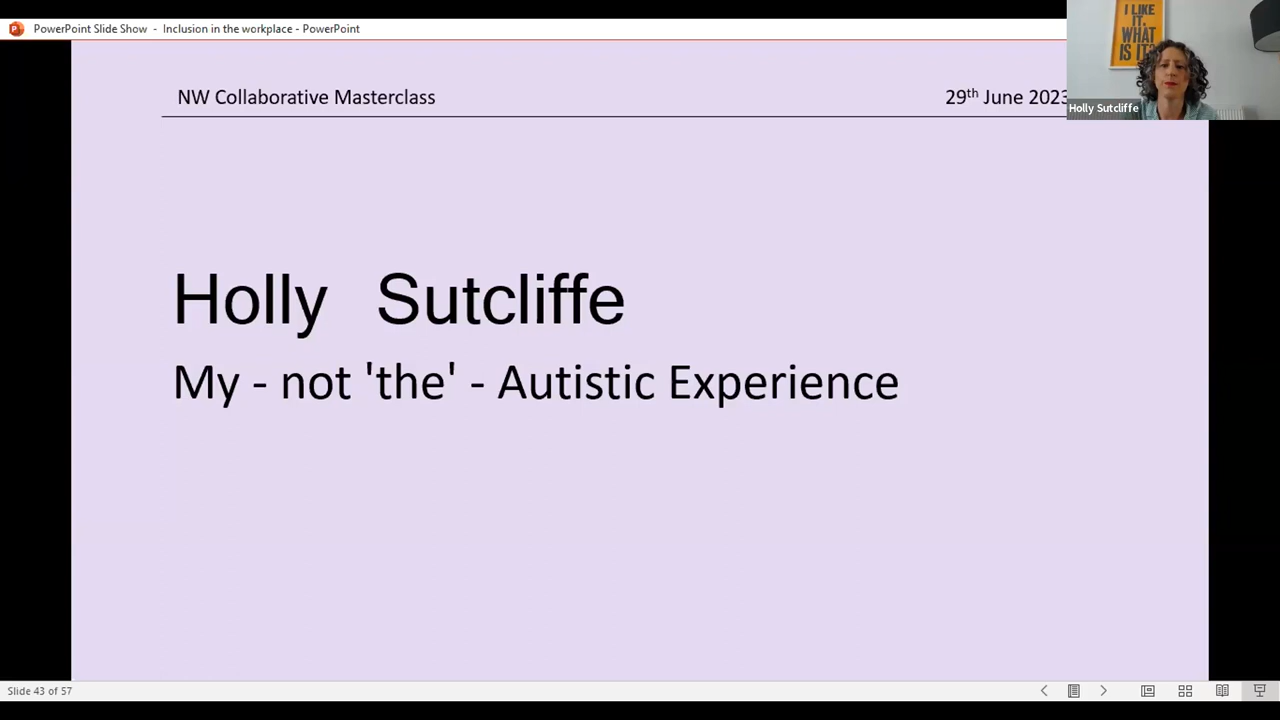 PowerPoint Slide Show - Inclusion in the workplace - PowerPoint
I LIKE
IT.
WHAT
IS IT?
Holly Sutcliffe
NW Collaborative Masterclass
29th June 2023
Holly Sutcliffe
My - not 'the' - Autistic Experience
Slide 43 of 57